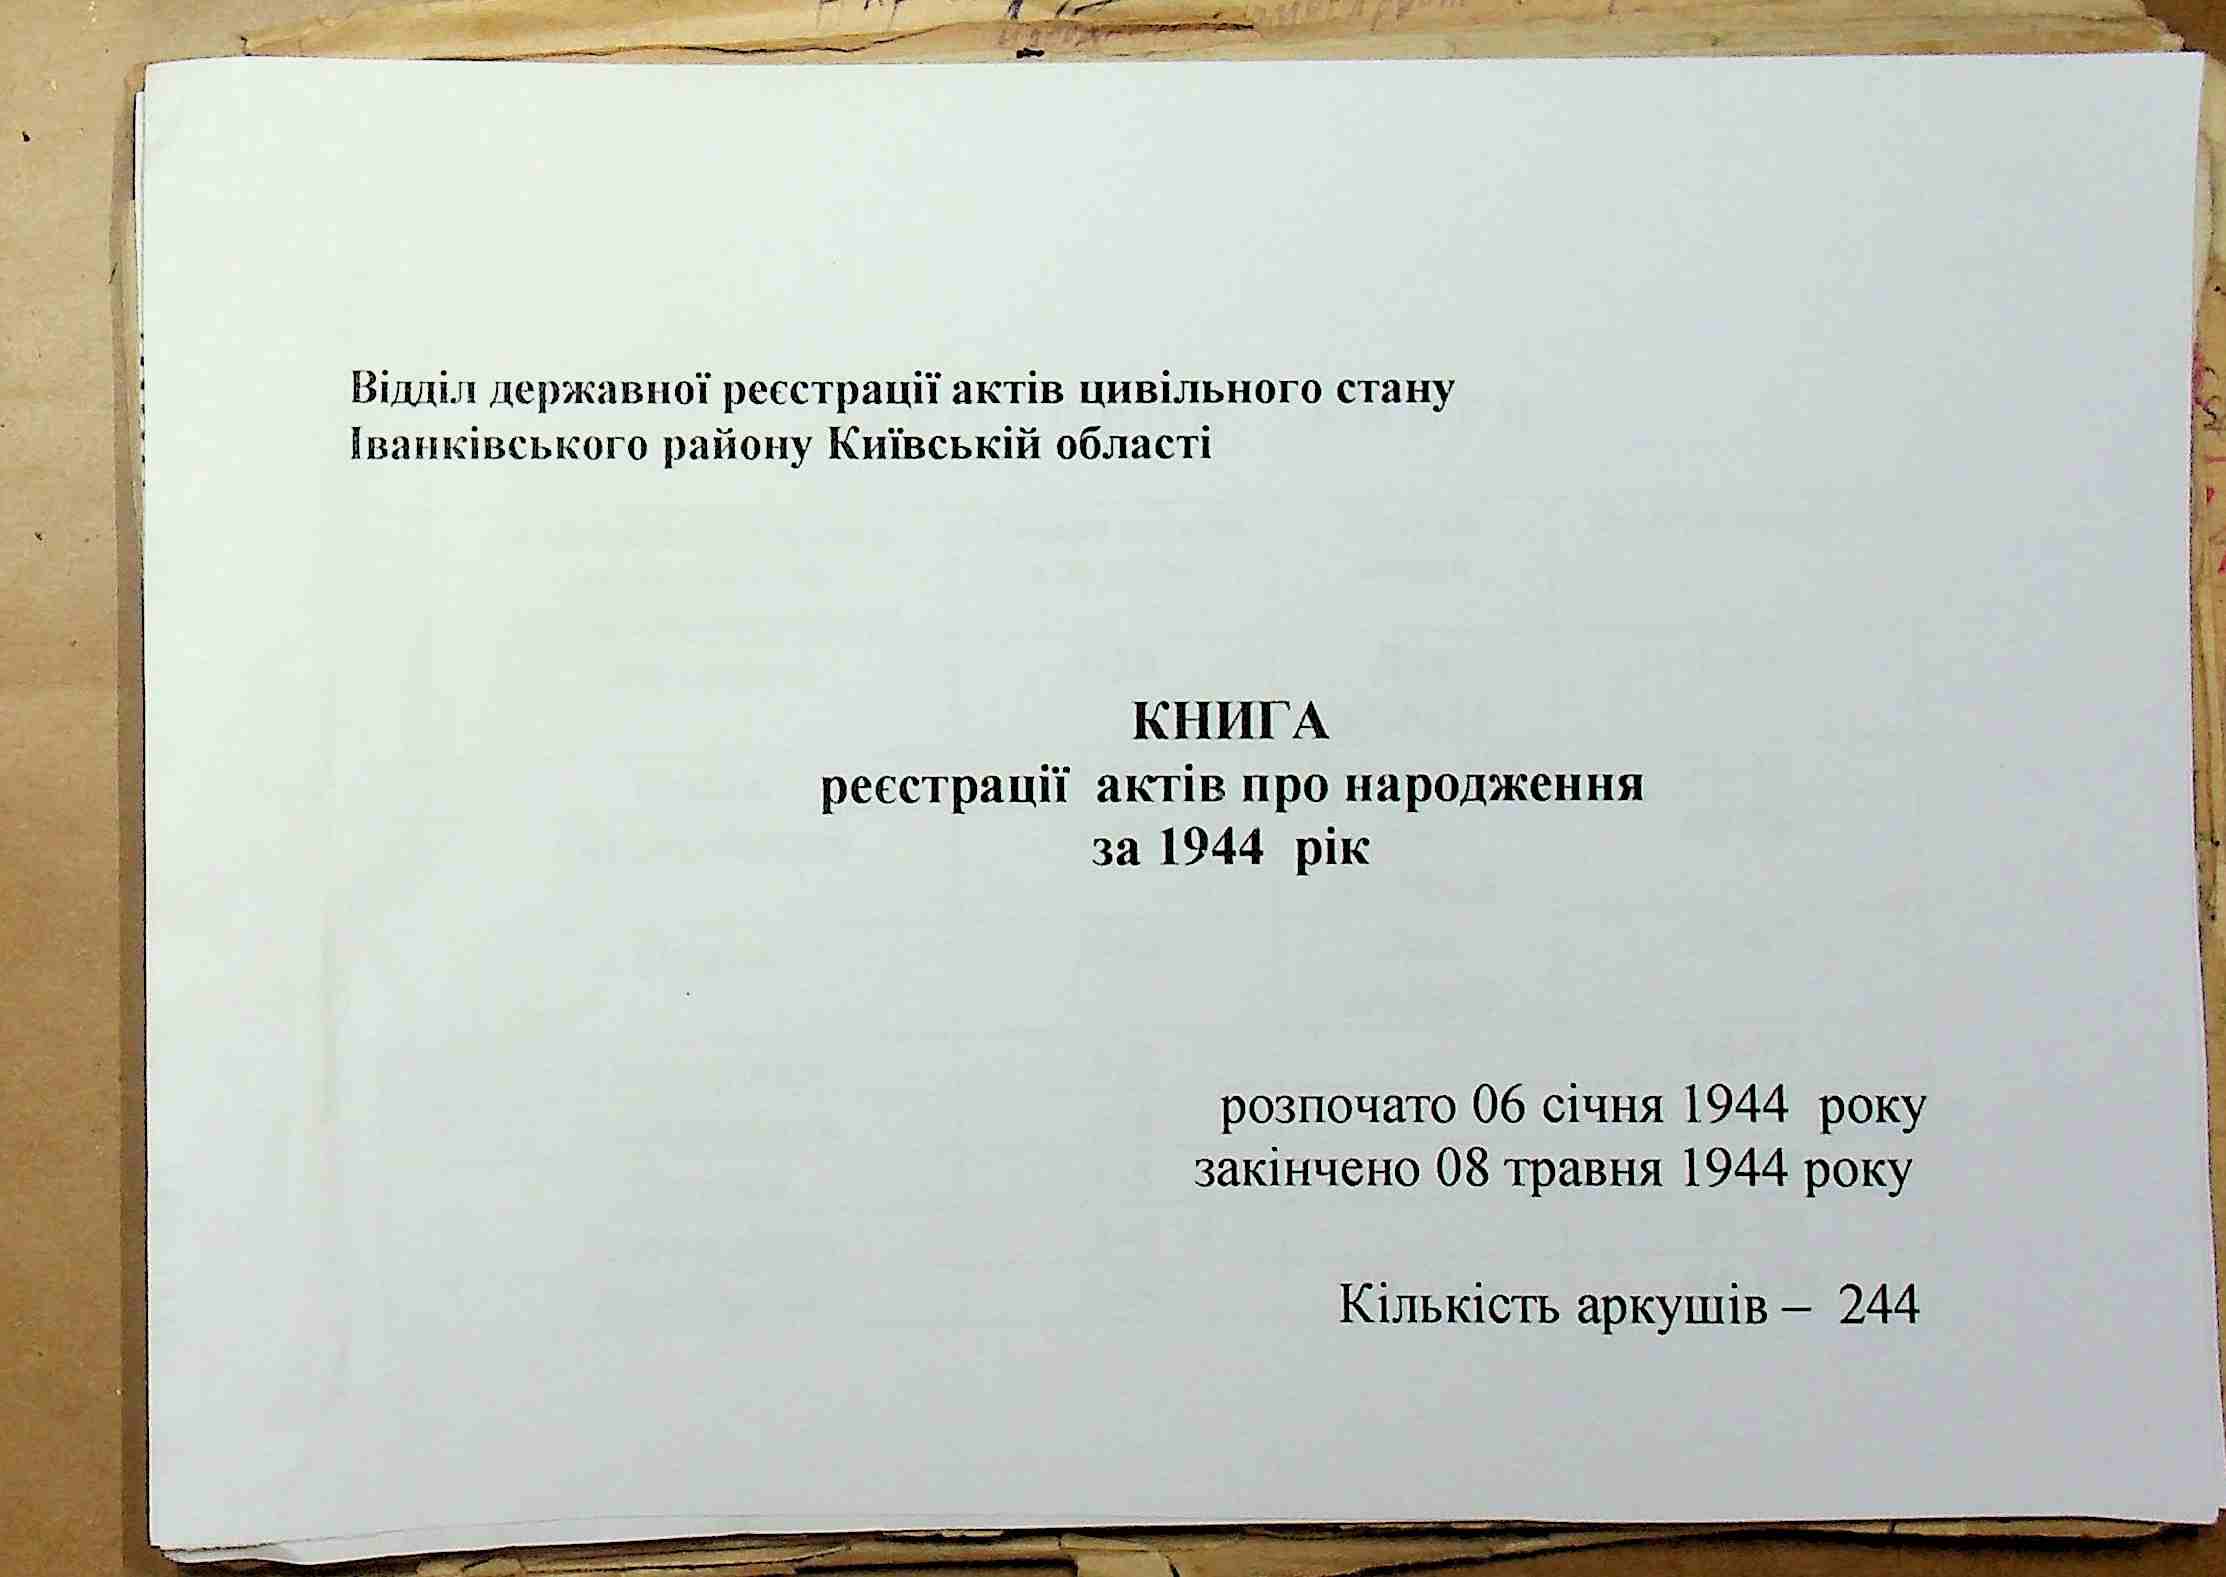 Відділ державної реєстрації актів цивільного стану
Іванківського району Київській області
КНИГА
реєстрації актів про народження
за 1944 рік
розпочато 06 січня 1944 року
закінчено 08 травня 1944 року
Кількість аркушів – 244